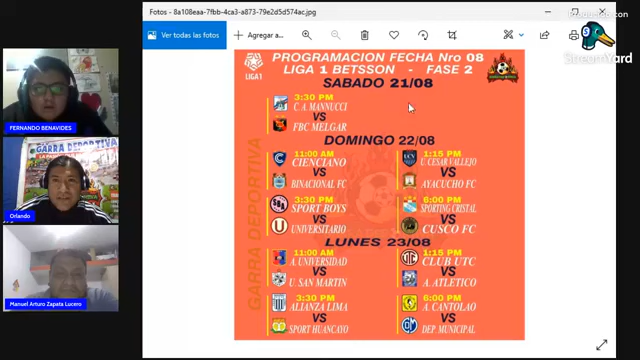 Fotos - 8a108eaa-7fbb-4ca3-a873-79e2d5d574ac.jpg
StreamYard
Ver todas las fotos
Agregar a
PROGRAMACION FECHA Nro 08
LIGA 1 BETSSON - FASE 2
LIGA1
SABADO 21/08
3:30 PM
C. A. MANNUCCI
VS
FBC MELGAR
DOMINGO 22/08
11:00 AM
CIENCIANO
VS
BINACIONAL FC
1:15 PM
U. CESAR VALLEJO
VS
AYACUCHO FC
3:30 PM
SPORT BOYS
VS
UNIVERSITARIO
6:00 PM
SPORTING CRISTAL
VS
CUSCO FC
LUNES 23/08
11:00 AM
A. UNIVERSIDAD
VS
U. SAN MARTIN
1:15 PM
CLUB UTC
VS
A. ATLETICO
3:30 PM
ALIANZA LIMA
VS
SPORT HUANCAYO
6:00 PM
A. CANTOLAO
VS
DEP. MUNICIPAL
GARRA DEPORTIVA
FERNANDO BENAVIDES
GARRA DEPORTIVA
Orlando
Manuel Arturo Zapata Lucero